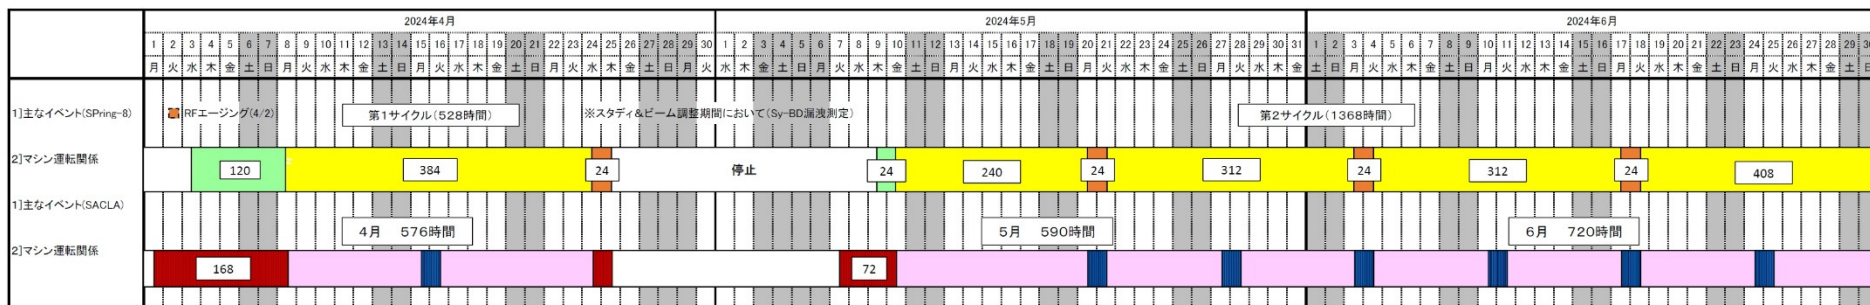 2024年4月 2024年5月 2024年6月
1 2 3 4 5 6 7 8 9 10 11 12 13 14 15 16 17 18 19 20 21 22 23 24 25 26 27 28 29 30 1 2 3 4 5 6 7 8 9 10 11 12 13 14 15 16 17 18 19 20 21 22 23 24 25 26 27 28 29 30 31 1 2 3 4 5 6 7 8 9 10 11 12 13 14 15 16 17 18 19 20 21 22 23 24 25 26 27 28 29 30
月 火 水 木 金 土 日 月 火 水 木 金 土 日 月 火 水 木 金 土 日 月 火 水 木 金 土 日 月 火 水 木 金 土 日 月 火 水 木 金 土 日 月 火 水 木 金 土 日 月 火 水 木 金 土 日 月 火 水 木 金 土 日 月 火 水 木 金 土 日 月 火 水 木 金 土 日 月 火 水 木 金 土 日 月 火 水 木 金 土 日
1]主なイベント(SPring-8) RFエージング(4/2) 第1サイクル(528時間) ※スタディ&ビーム調整期間において(Sy-BD漏洩測定) 第2サイクル(1368時間)
2]マシン運転関係 120 384 24 停止 24 240 24 312 24 312 24 408
1]主なイベント(SACLA)
4月 576時間 5月 590時間 6月 720時間
2]マシン運転関係 168 72